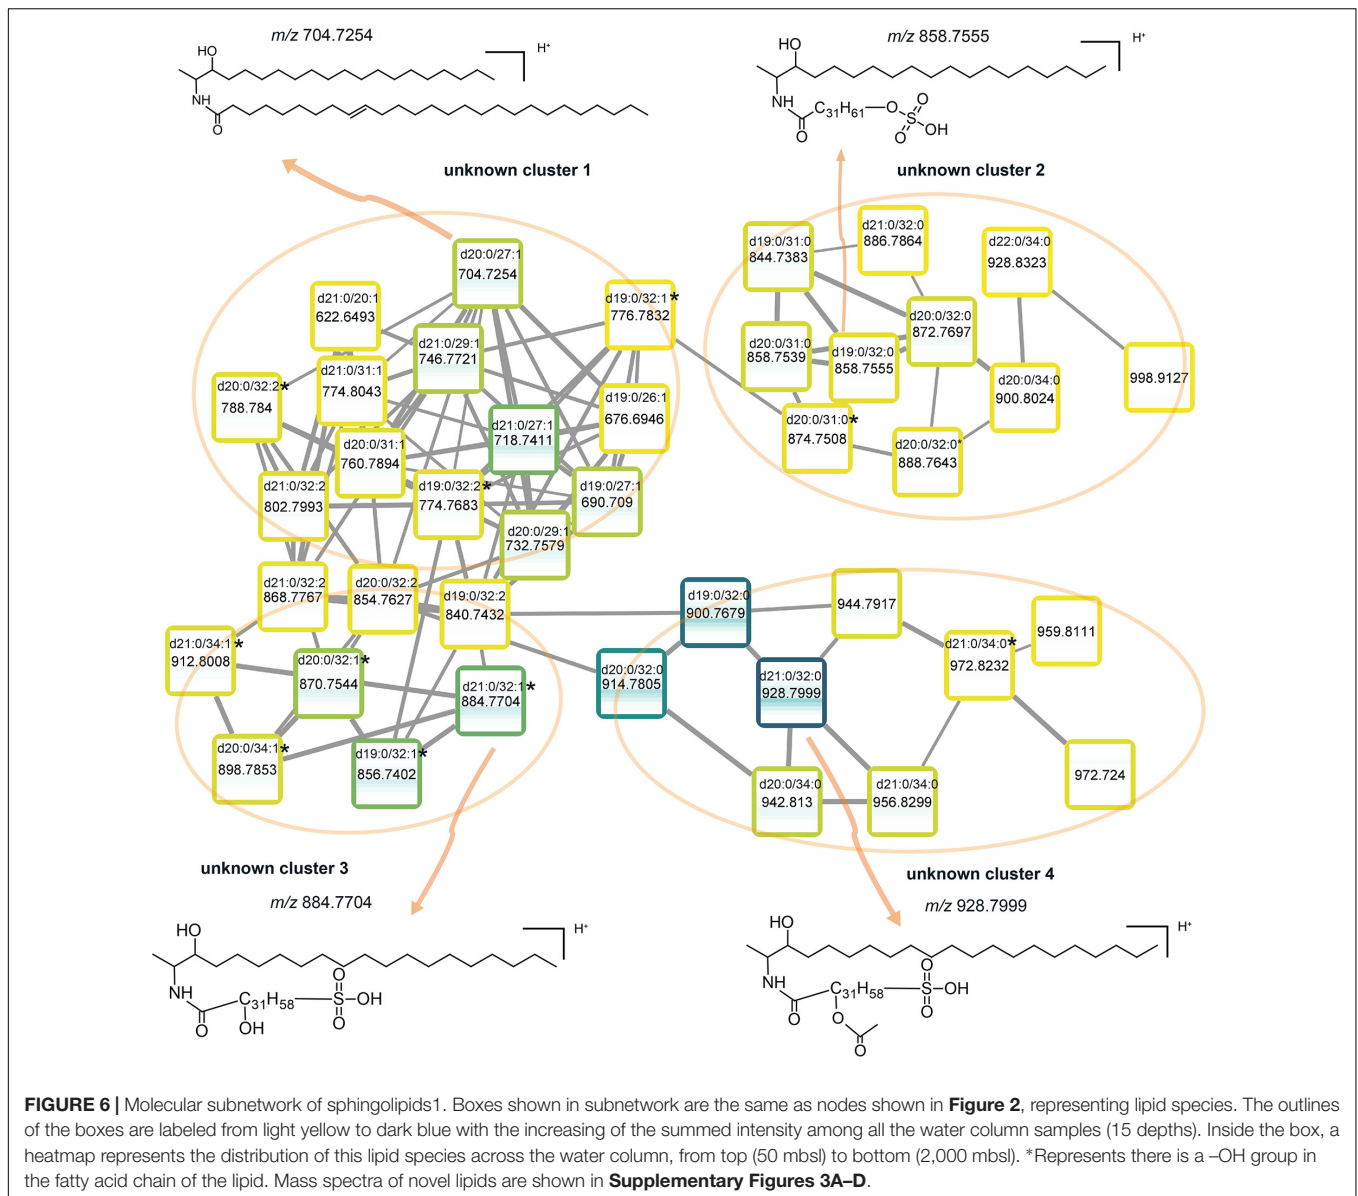 m/z 704.7254
HO
H⁺
NH
O
m/z 858.7555
HO
H⁺
NH
O
C₃₁H₆₁
O
O
S
O
OH
unknown cluster 1
unknown cluster 2
d20:0/27:1
704.7254
d21:0/20:1
622.6493
d19:0/32:1*
776.7832
d21:0/29:1
746.7721
d21:0/31:1
774.8043
d20:0/32:2*
788.784
d19:0/26:1
676.6946
d21:0/27:1
718.7411
d20:0/31:1
760.7894
d21:0/32:2
802.7993
d19:0/32:2*
774.7683
d19:0/27:1
690.709
d20:0/29:1
732.7579
d19:0/31:0
844.7383
d21:0/32:0
886.7864
d22:0/34:0
928.8323
d20:0/32:0
872.7697
d20:0/31:0
858.7539
d19:0/32:0
858.7555
d20:0/34:0
900.8024
998.9127
d20:0/31:0*
874.7508
d20:0/32:0*
888.7643
d21:0/32:2
868.7767
d20:0/32:2
854.7627
d19:0/32:2
840.7432
d21:0/34:1*
912.8008
d20:0/32:1*
870.7544
d21:0/32:1*
884.7704
d20:0/34:1*
898.7853
d19:0/32:1*
856.7402
d19:0/32:0
900.7679
944.7917
959.8111
d20:0/32:0
914.7805
d21:0/32:0
928.7999
d21:0/34:0*
972.8232
d20:0/34:0
942.813
d21:0/34:0
956.8299
972.724
unknown cluster 3
unknown cluster 4
m/z 884.7704
HO
H⁺
NH
O
C₃₁H₅₈
OH
O
S
OH
O
m/z 928.7999
HO
H⁺
NH
O
C₃₁H₅₈
O
S
OH
O
O
O
FIGURE 6 | Molecular subnetwork of sphingolipids1. Boxes shown in subnetwork are the same as nodes shown in Figure 2, representing lipid species. The outlines
of the boxes are labeled from light yellow to dark blue with the increasing of the summed intensity among all the water column samples (15 depths). Inside the box, a
heatmap represents the distribution of this lipid species across the water column, from top (50 mbsl) to bottom (2,000 mbsl). *Represents there is a –OH group in
the fatty acid chain of the lipid. Mass spectra of novel lipids are shown in Supplementary Figures 3A–D.